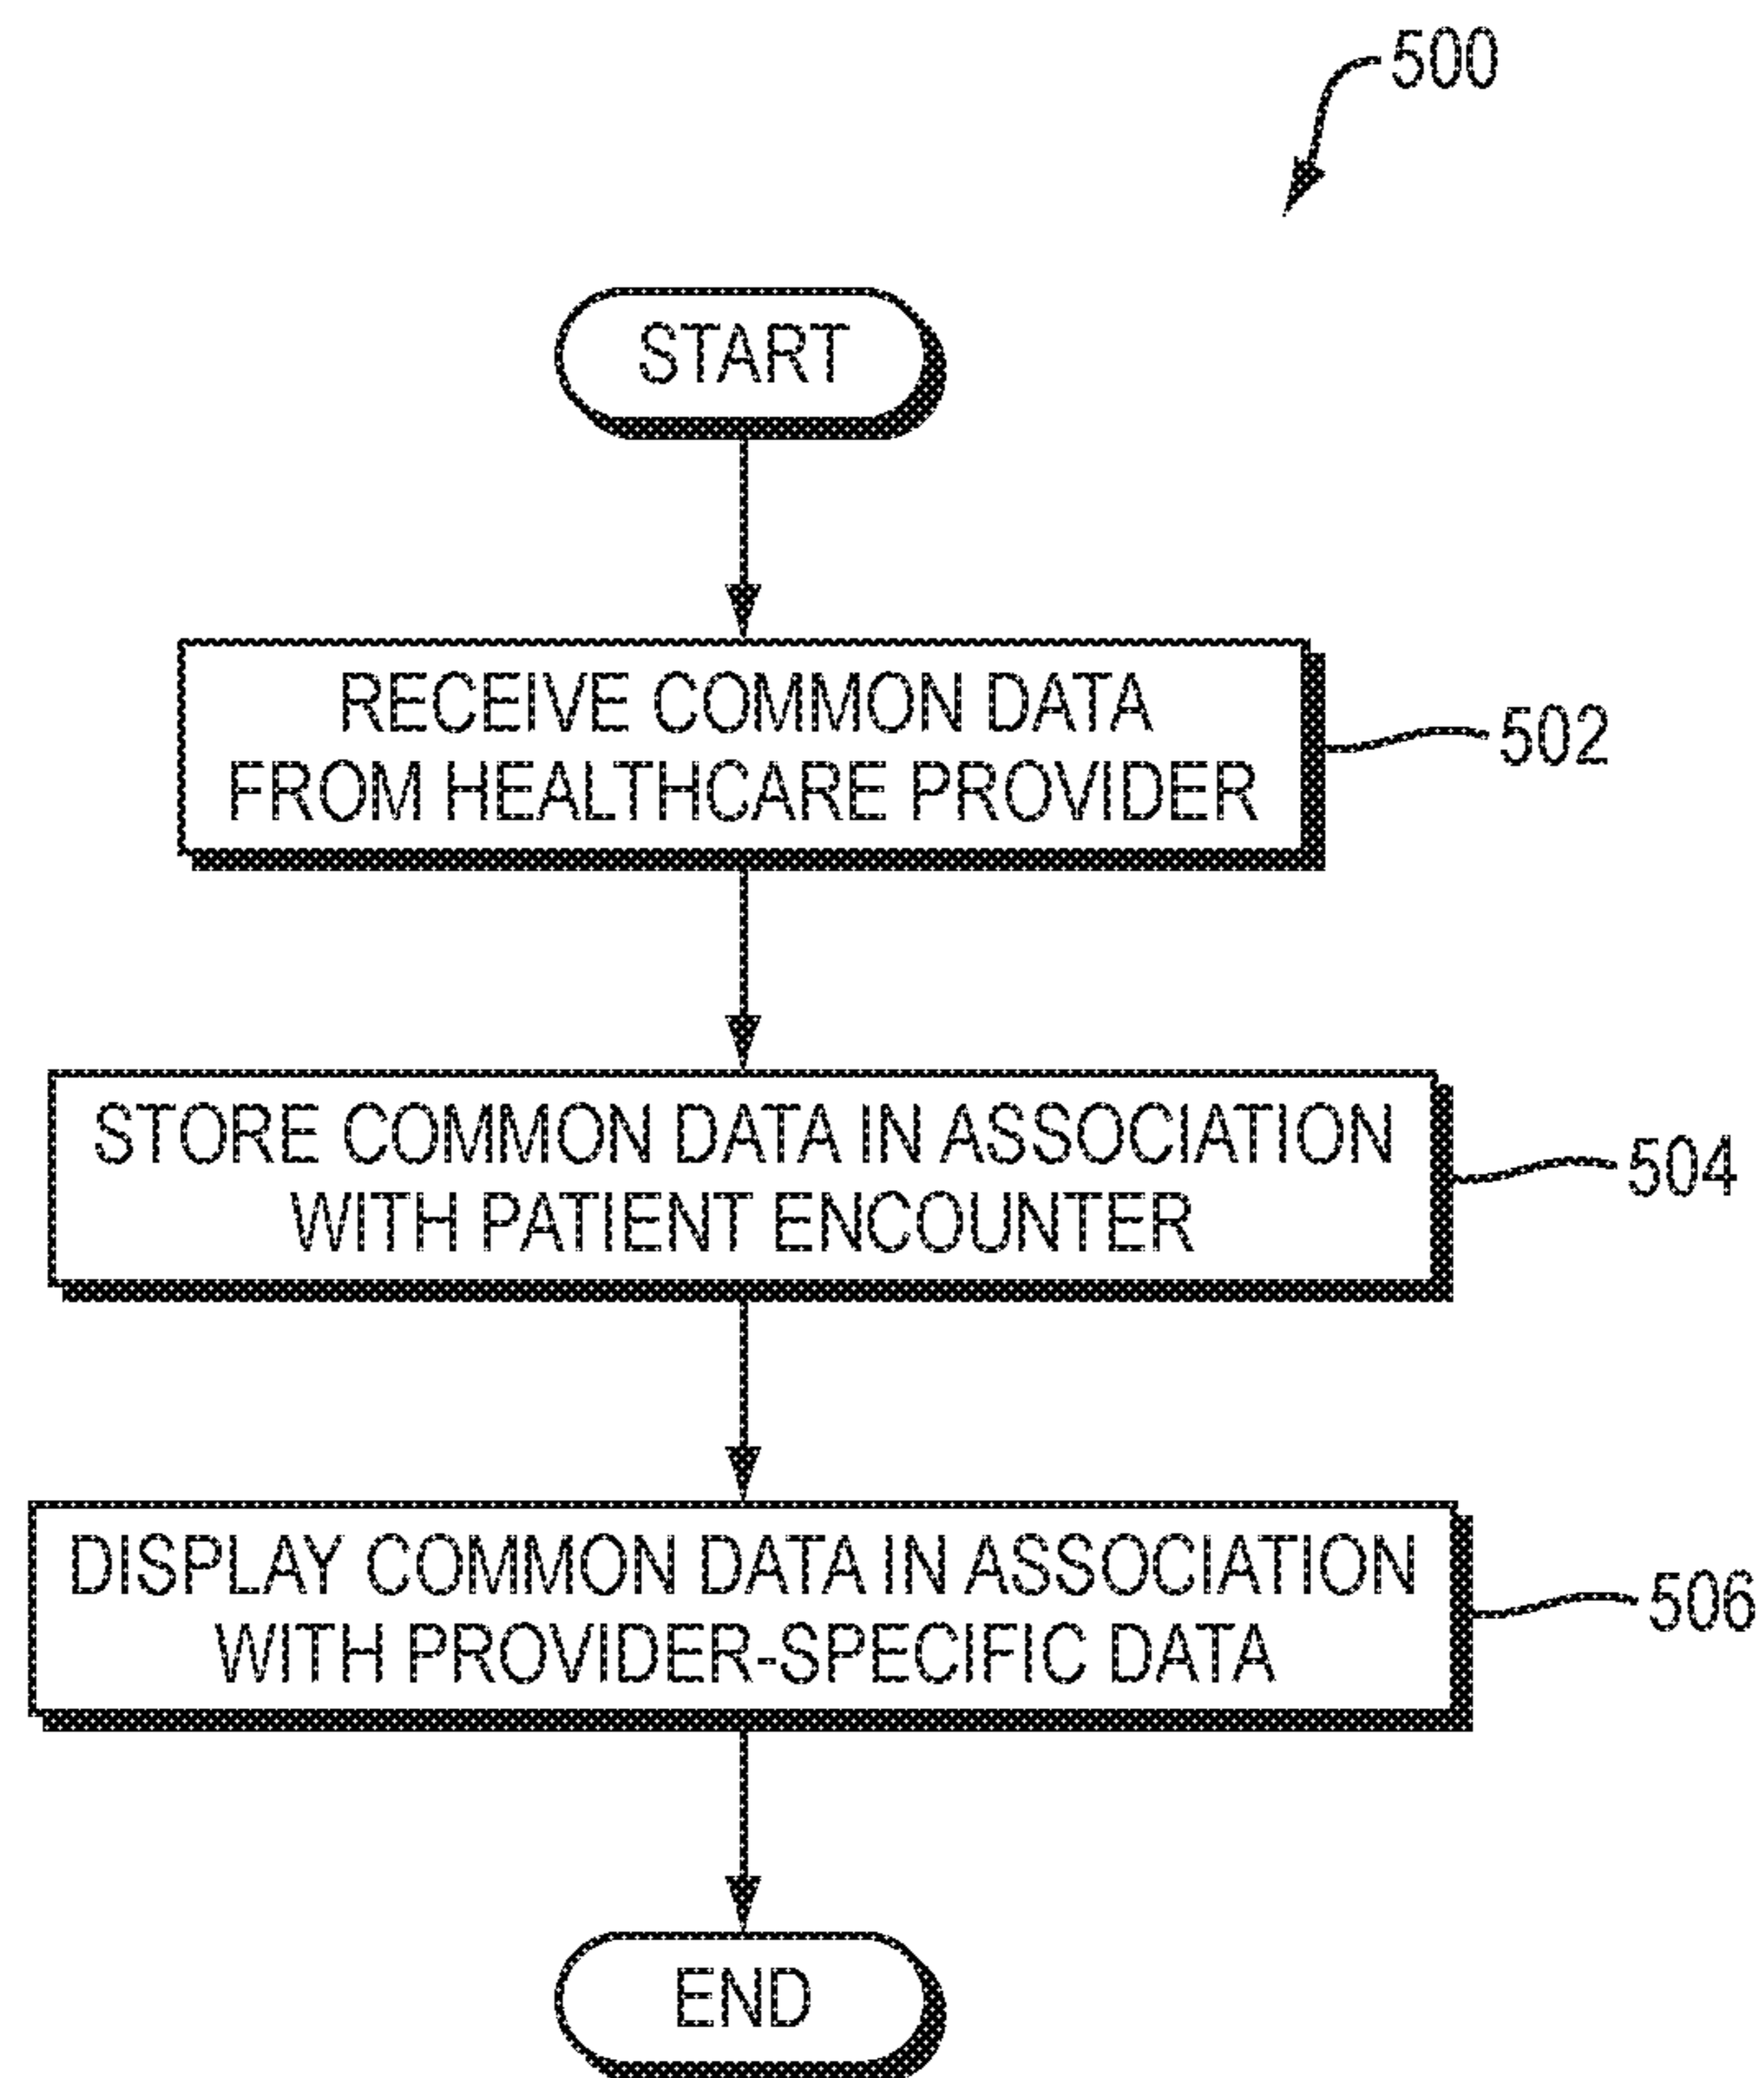 500
START
RECEIVE COMMON DATA
FROM HEALTHCARE PROVIDER
502
STORE COMMON DATA IN ASSOCIATION
WITH PATIENT ENCOUNTER
504
DISPLAY COMMON DATA IN ASSOCIATION
WITH PROVIDER-SPECIFIC DATA
506
END